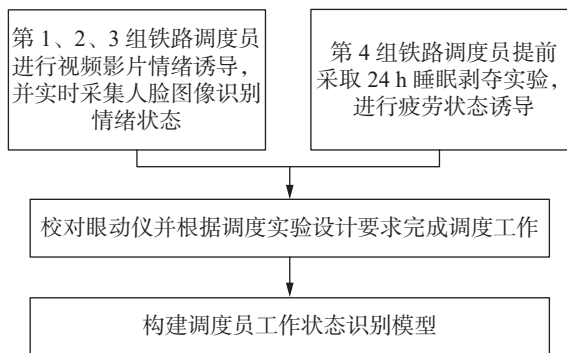 第 1、2、3 组铁路调度员
进行视频影片情绪诱导，
并实时采集人脸图像识别
情绪状态
第 4 组铁路调度员提前
采取 24 h 睡眠剥夺实验，
进行疲劳状态诱导
校对眼动仪并根据调度实验设计要求完成调度工作
构建调度员工作状态识别模型